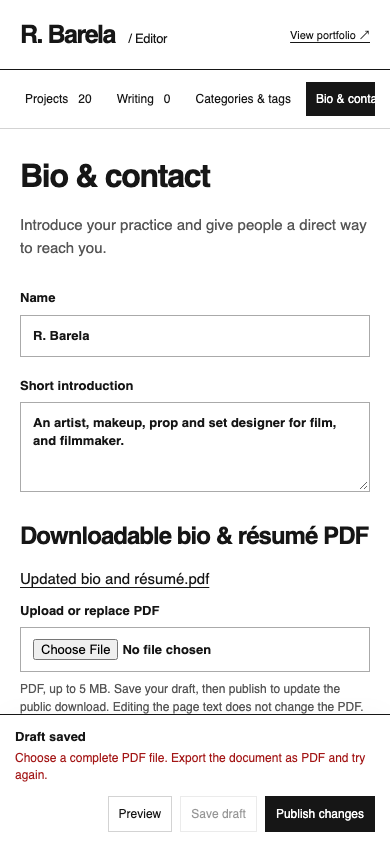 R. Barela / Editor View portfolio ↗
Projects 20 Writing 0 Categories & tags Bio & conta
Bio & contact
Introduce your practice and give people a direct way
to reach you.
Name
R. Barela
Short introduction
An artist, makeup, prop and set designer for film,
and filmmaker.
Downloadable bio & résumé PDF
Updated bio and résumé.pdf
Upload or replace PDF
Choose File No file chosen
PDF, up to 5 MB. Save your draft, then publish to update the
public download. Editing the page text does not change the PDF.
Draft saved
Choose a complete PDF file. Export the document as PDF and try
again.
Preview Save draft Publish changes